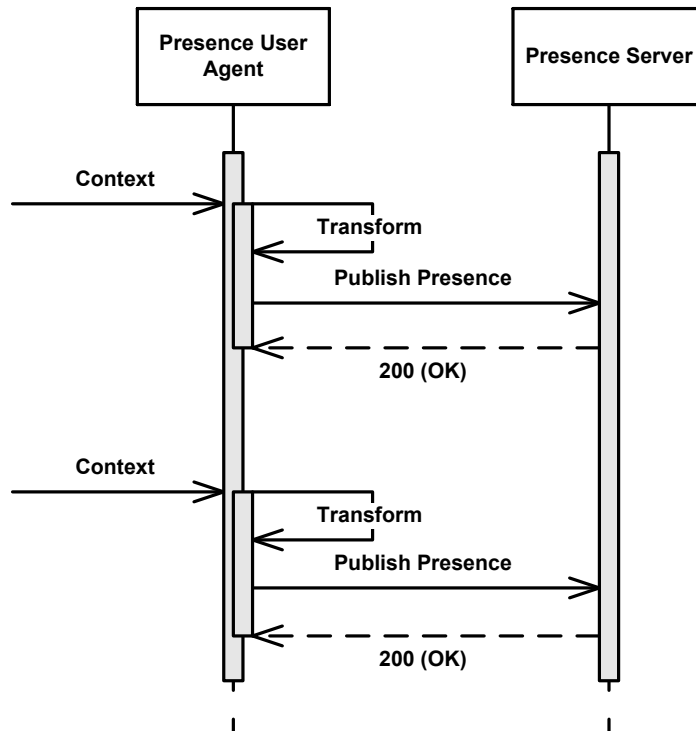 Presence User
Agent
Presence Server
Context
Transform
Publish Presence
200 (OK)
Context
Transform
Publish Presence
200 (OK)